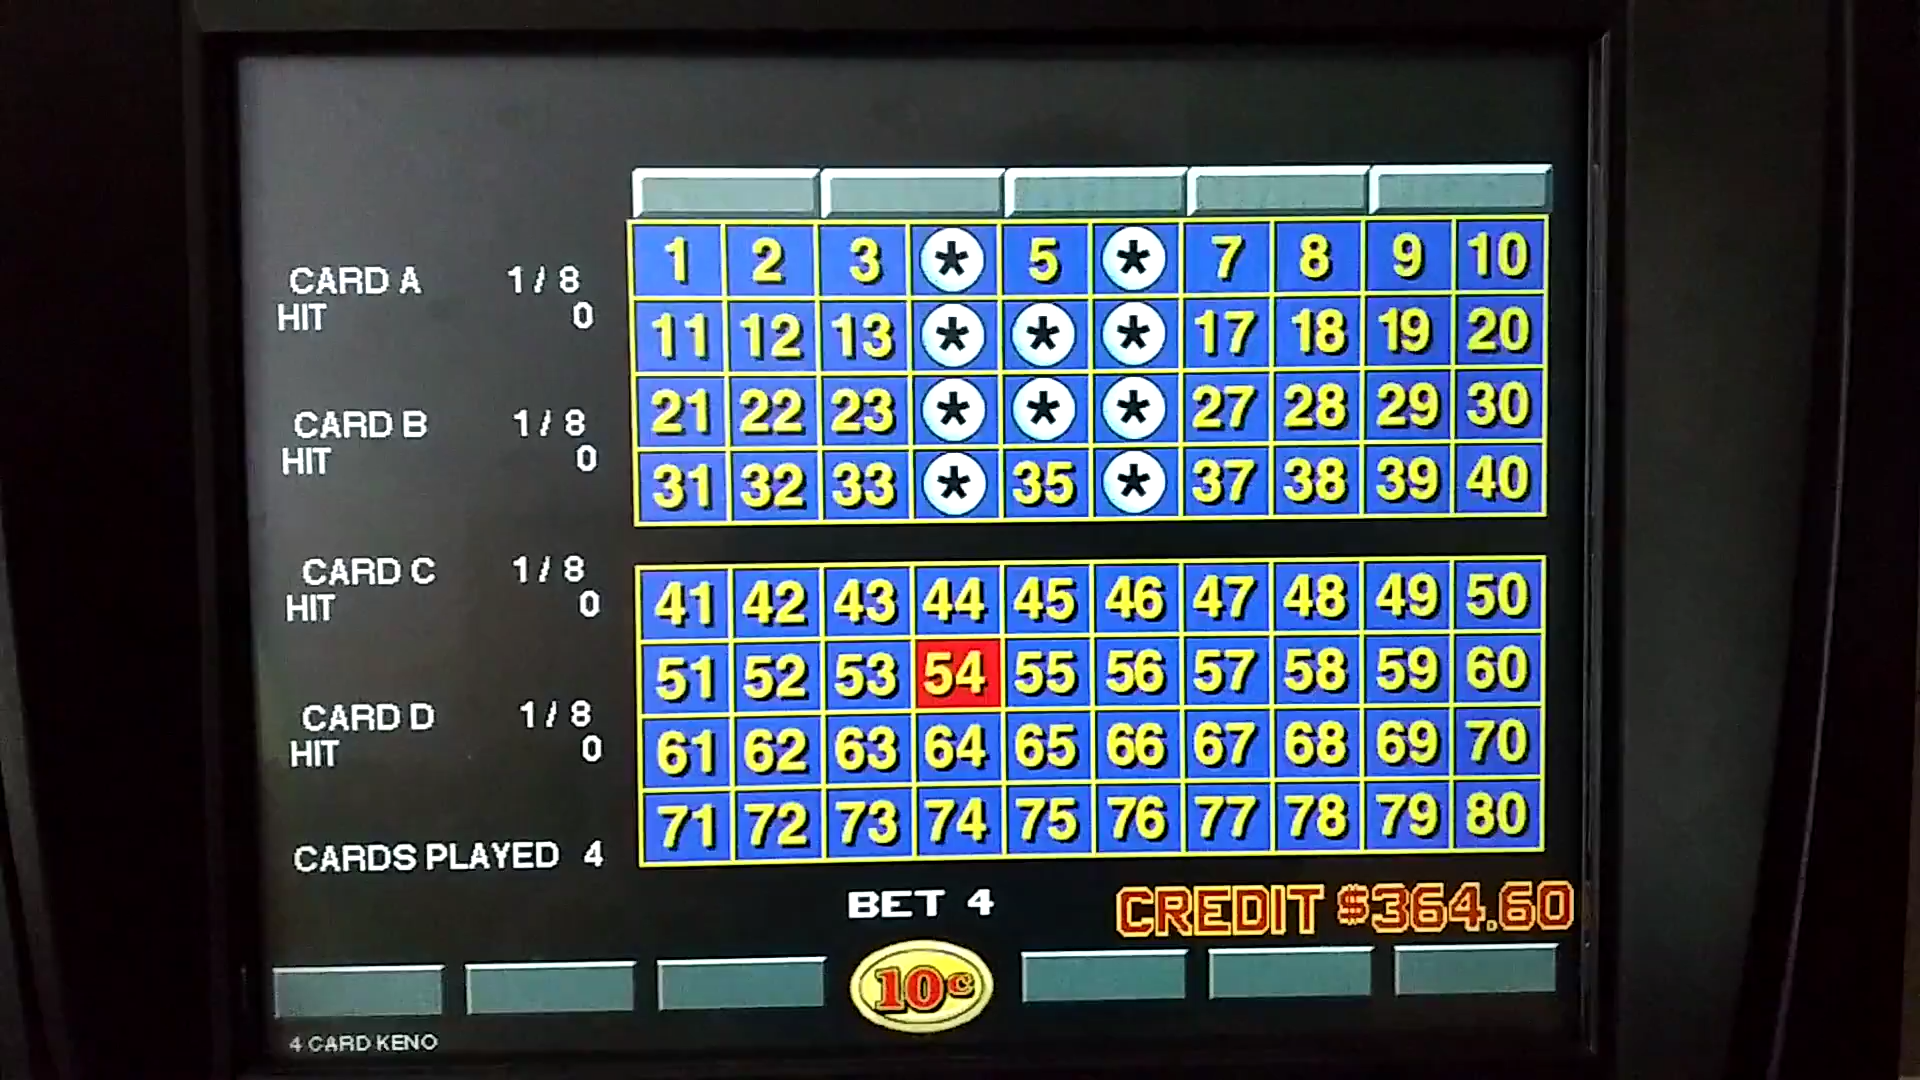 CARD A 1/8
HIT 0
CARD B 1/8
HIT 0
CARD C 1/8
HIT 0
CARD D 1/8
HIT 0
CARDS PLAYED 4
1 2 3 * 5 * 7 8 9 10
11 12 13 * * * 17 18 19 20
21 22 23 * * * 27 28 29 30
31 32 33 * 35 * 37 38 39 40
41 42 43 44 45 46 47 48 49 50
51 52 53 54 55 56 57 58 59 60
61 62 63 64 65 66 67 68 69 70
71 72 73 74 75 76 77 78 79 80
BET 4 CREDIT $364.60
10¢
4 CARD KENO